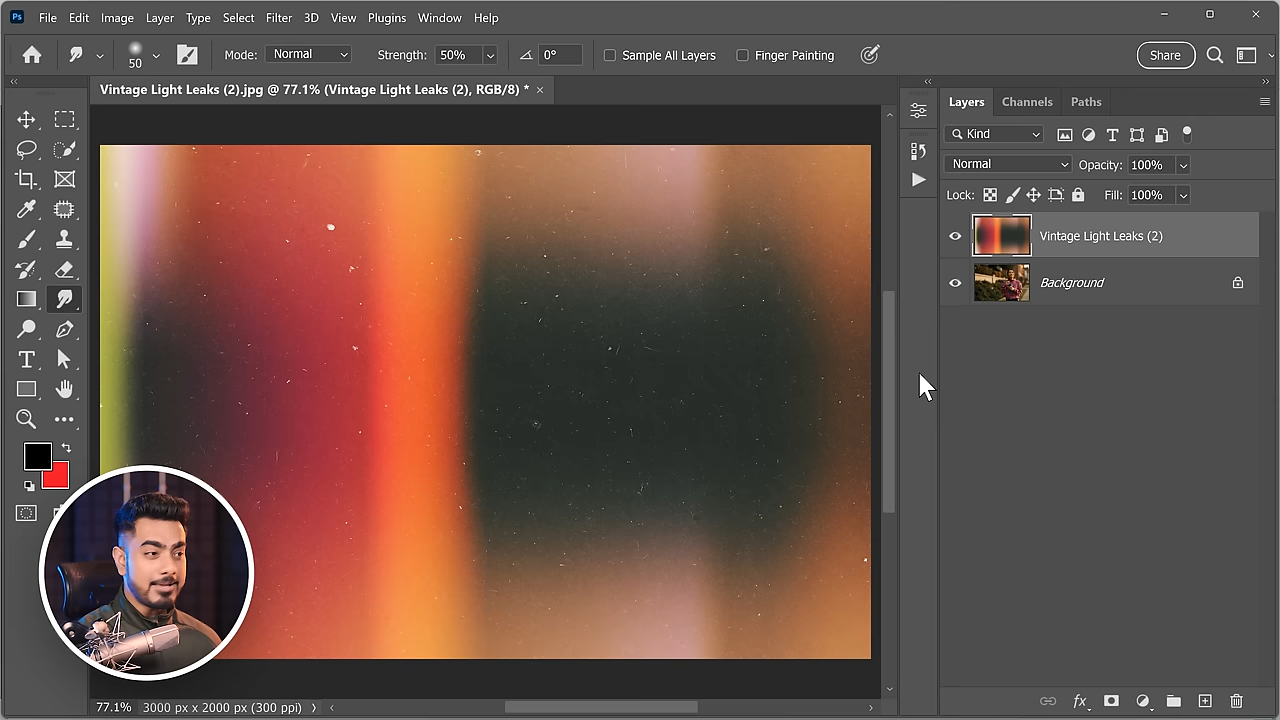 Ps File Edit Image Layer Type Select Filter 3D View Plugins Window Help
50 Mode: Normal Strength: 50% 0° Sample All Layers Finger Painting Share
Vintage Light Leaks (2).jpg @ 77.1% (Vintage Light Leaks (2), RGB/8) *
Layers Channels Paths
Kind
Normal Opacity: 100%
Lock: Fill: 100%
Vintage Light Leaks (2)
Background
77.1% 3000 px x 2000 px (300 ppi)
fx